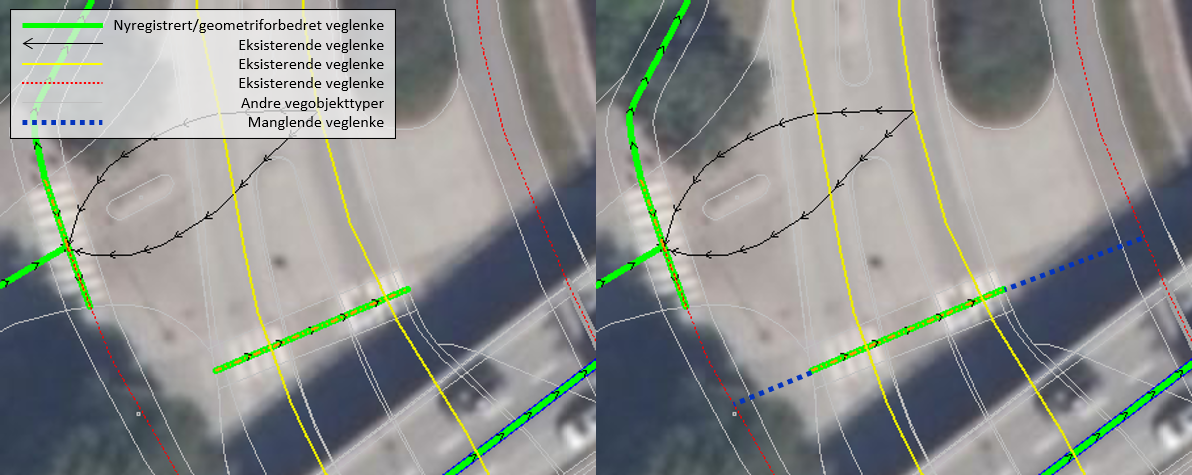 Nyregistrert/geometriforbedret veglenke
Eksisterende veglenke
Eksisterende veglenke
Eksisterende veglenke
Andre vegobjekttyper
Manglende veglenke